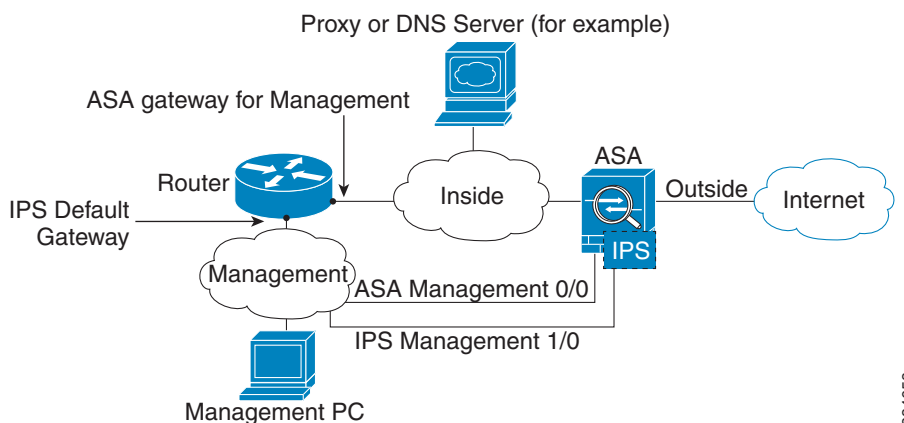 Proxy or DNS Server (for example)
ASA gateway for Management
ASA
Router
Inside
Outside
Internet
IPS Default
Gateway
IPS
Management
ASA Management 0/0
IPS Management 1/0
Management PC